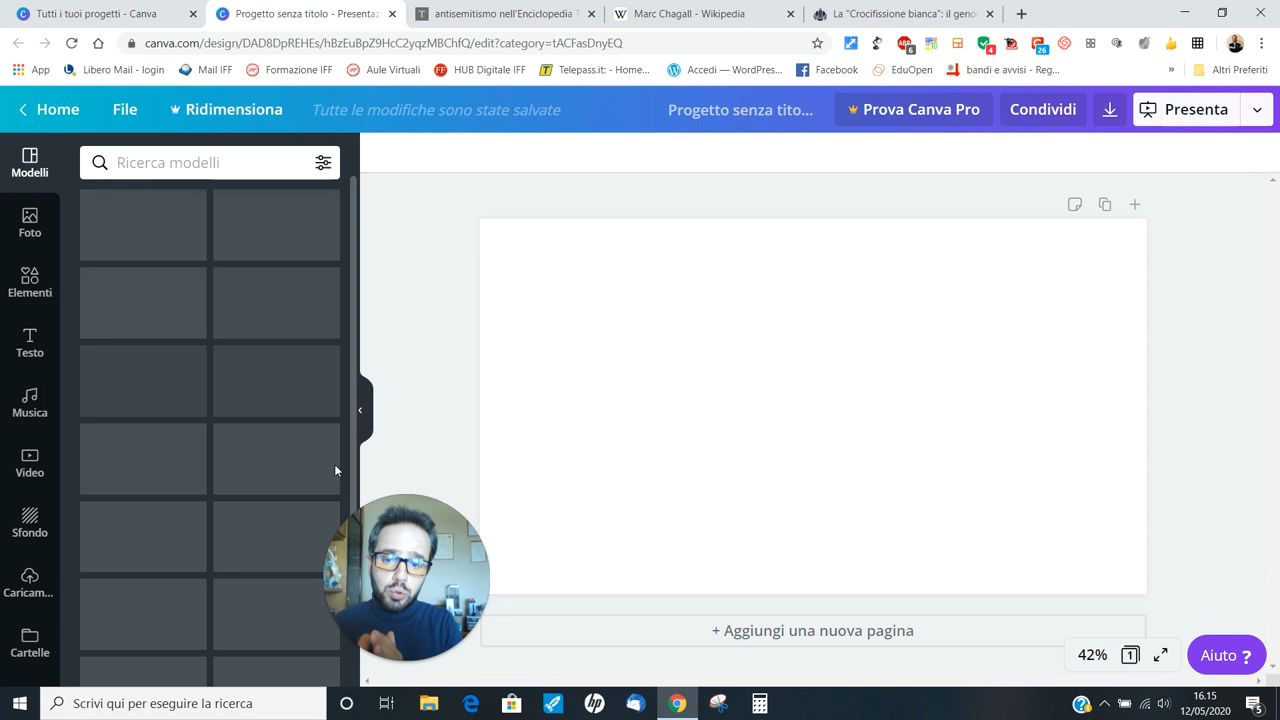 Tutti i tuoi progetti - Canva
Progetto senza titolo - Presentaz
antisemitismo nell'Enciclopedia T
Marc Chagall - Wikipedia
La "Crocifissione bianca": il geno
canva.com/design/
/edit?category=tACFasDnyEQ
App
Libero Mail - login
Mail IFF
Formazione IFF
Aule Virtuali
HUB Digitale IFF
Telepass.it: - Home...
Accedi — WordPres...
Facebook
EduOpen
bandi e avvisi - Reg...
»
Altri Preferiti
Home
File
Ridimensiona
Tutte le modifiche sono state salvate
Progetto senza tito...
Prova Canva Pro
Condividi
Presenta
Modelli
Ricerca modelli
Foto
Elementi
Testo
Musica
Video
Sfondo
Caricam...
Cartelle
+ Aggiungi una nuova pagina
42%
1
Aiuto ?
Scrivi qui per eseguire la ricerca
16.15
12/05/2020